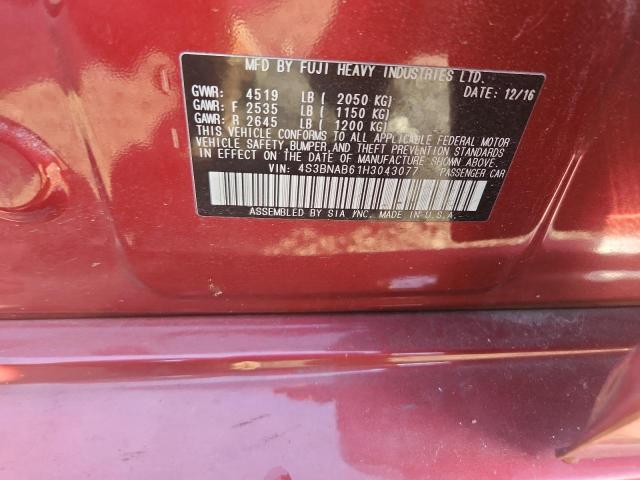 MFD BY FUJI HEAVY INDUSTRIES LTD.
GVWR: 4519 LB ( 2050 KG) DATE: 12/16
GAWR: F 2535 LB ( 1150 KG)
GAWR: R 2645 LB ( 1200 KG)
THIS VEHICLE CONFORMS TO ALL APPLICABLE FEDERAL MOTOR
VEHICLE SAFETY, BUMPER, AND THEFT PREVENTION STANDARDS
IN EFFECT ON THE DATE OF MANUFACTURE SHOWN ABOVE.
VIN: 4S3BNAB61H3043077 PASSENGER CAR
ASSEMBLED BY SIA INC. MADE IN U.S.A.